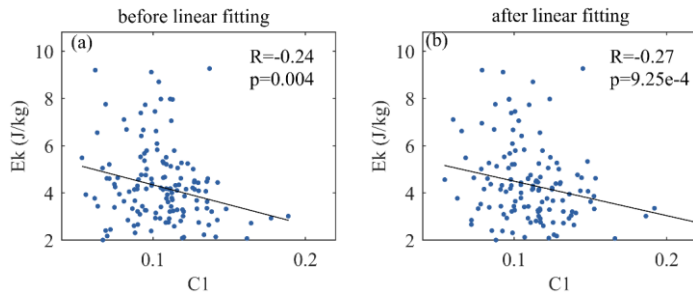 before linear fitting
(a)
R=-0.24
p=0.004
10
8
6
4
2
Ek (J/kg)
0.1
0.2
C1
after linear fitting
(b)
R=-0.27
p=9.25e-4
10
8
6
4
2
Ek (J/kg)
0.1
0.2
C1